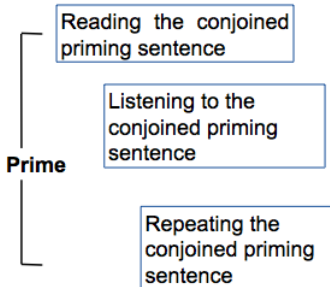 Reading the conjoined
priming sentence
Listening to the
conjoined priming
sentence
Prime
Repeating the
conjoined priming
sentence